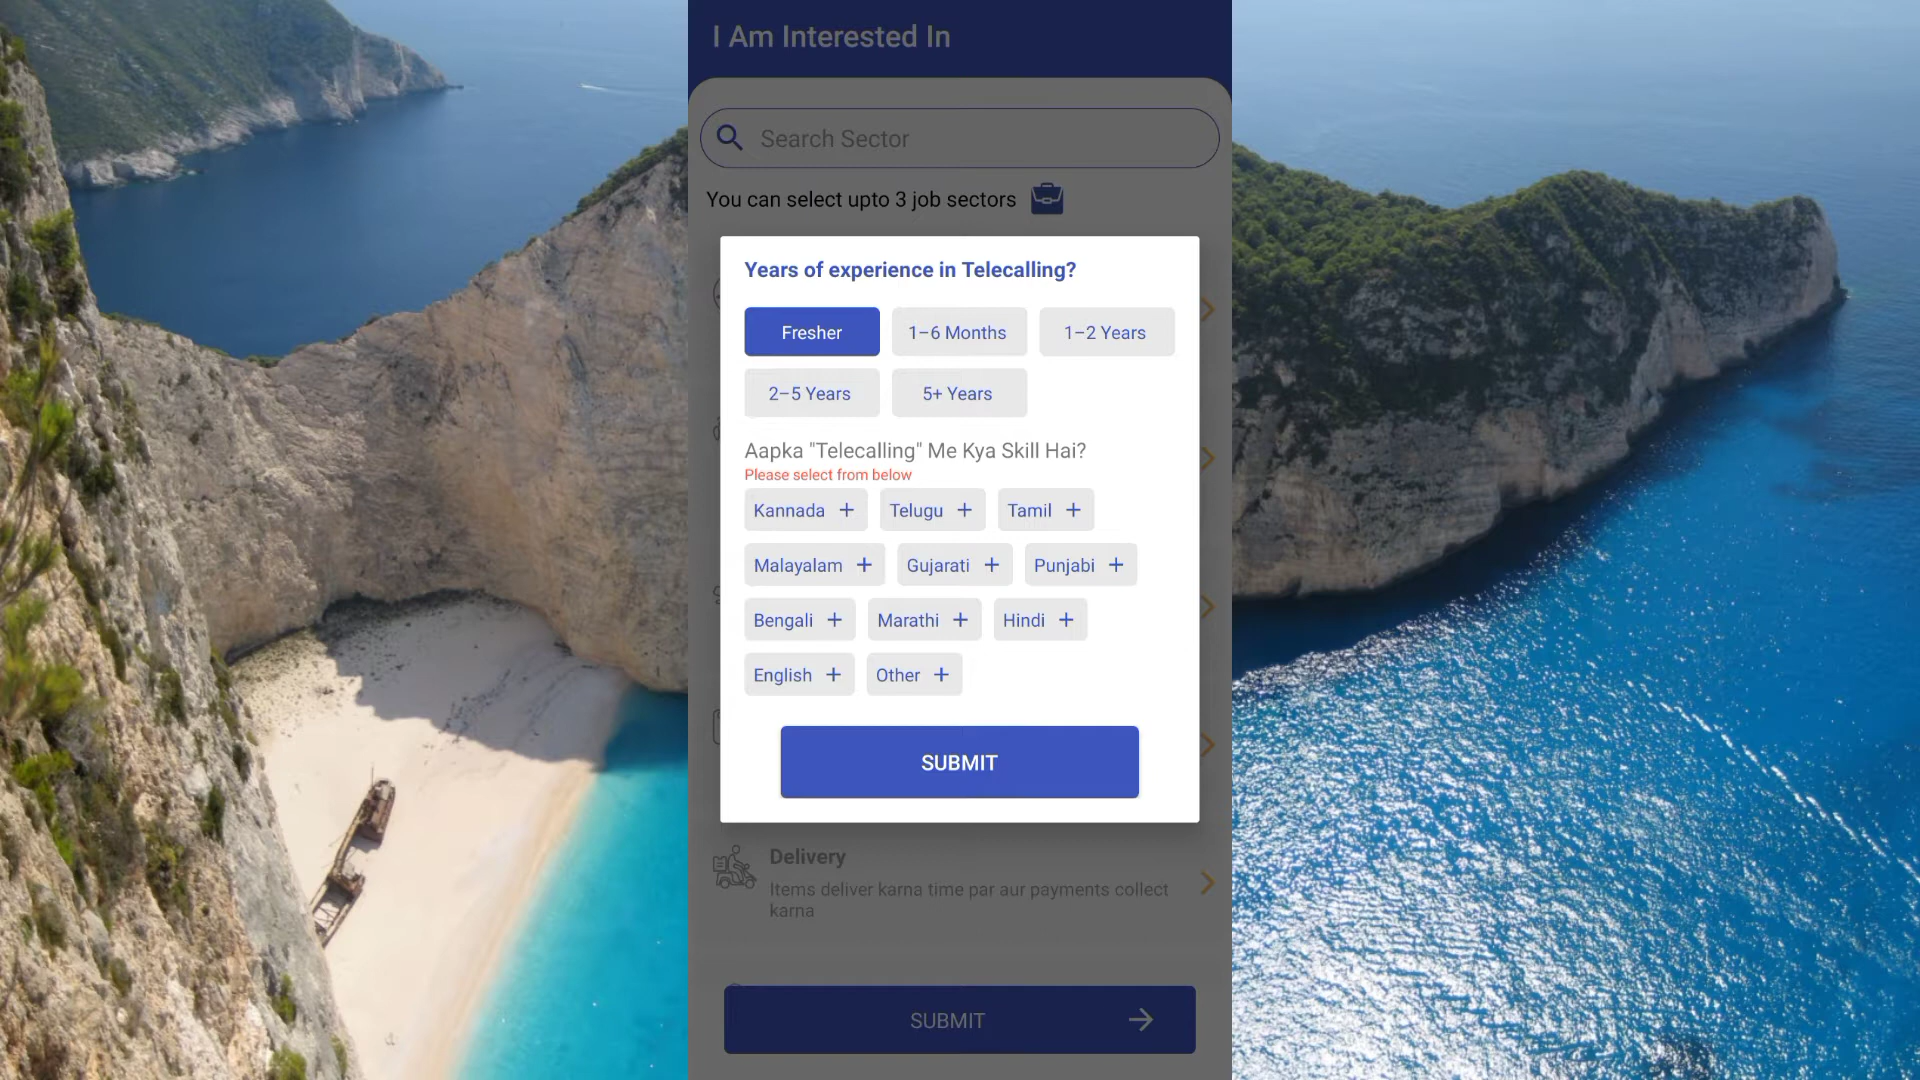 I Am Interested In
Search Sector
You can select upto 3 job sectors
Years of experience in Telecalling?
Fresher
1–6 Months
1–2 Years
2–5 Years
5+ Years
Aapka "Telecalling" Me Kya Skill Hai?
Please select from below
Kannada +
Telugu +
Tamil +
Malayalam +
Gujarati +
Punjabi +
Bengali +
Marathi +
Hindi +
English +
Other +
SUBMIT
Delivery
Items deliver karna time par aur payments collect
karna
SUBMIT